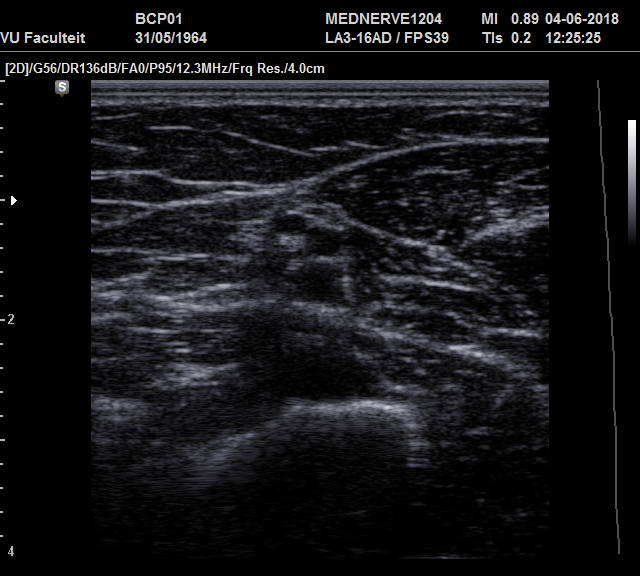 BCP01 MEDNERVE1204 MI 0.89 04-06-2018
VU Faculteit 31/05/1964 LA3-16AD / FPS39 TIs 0.2 12:25:25
[2D]/G56/DR136dB/FA0/P95/12.3MHz/Frq Res./4.0cm
S
2
4